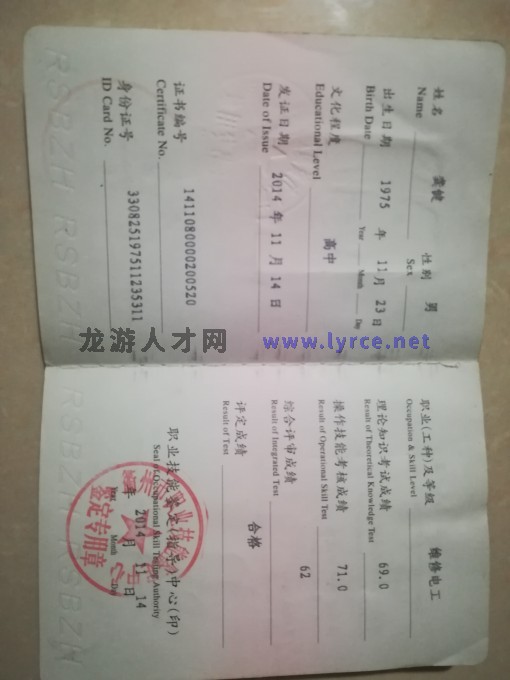 姓名 性别 男
Name Sex
出生日期 1975 年 11 月 23 日
Birth Date Year Month Day
文化程度 高中
Educational Level
发证日期 2014 年 11 月 14 日
Date of Issue
证书编号 1411080000200520
Certificate No.
身份证号 330825197511235311
ID Card No.
RSBZH RSBZH
龙游人才网 www.lyrce.net
职业(工种)及等级 维修电工
Occupation & Skill Level
理论知识考试成绩 69.0
Result of Theoretical Knowledge Test
操作技能考核成绩 71.0
Result of Operational Skill Test
综合评审成绩 62
Result of Integrated Test
评定成绩 合格
Result of Test
职业技能鉴定(指导)中心(印)
Seal of Occupational Skill Testing Authority
2014 年 11 月 14 日
Year Month Day
鉴定专用章